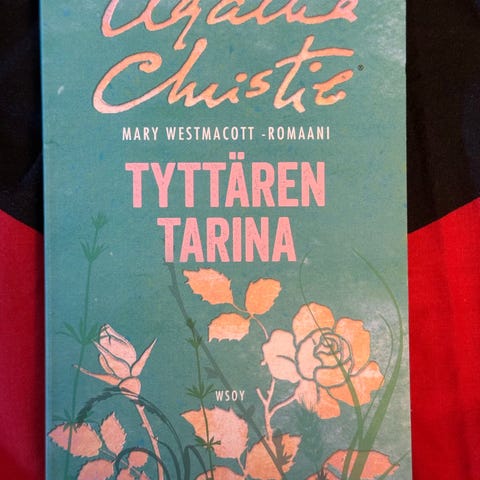 Agatha
Christie®
MARY WESTMACOTT -ROMAANI
TYTTÄREN
TARINA
WSOY